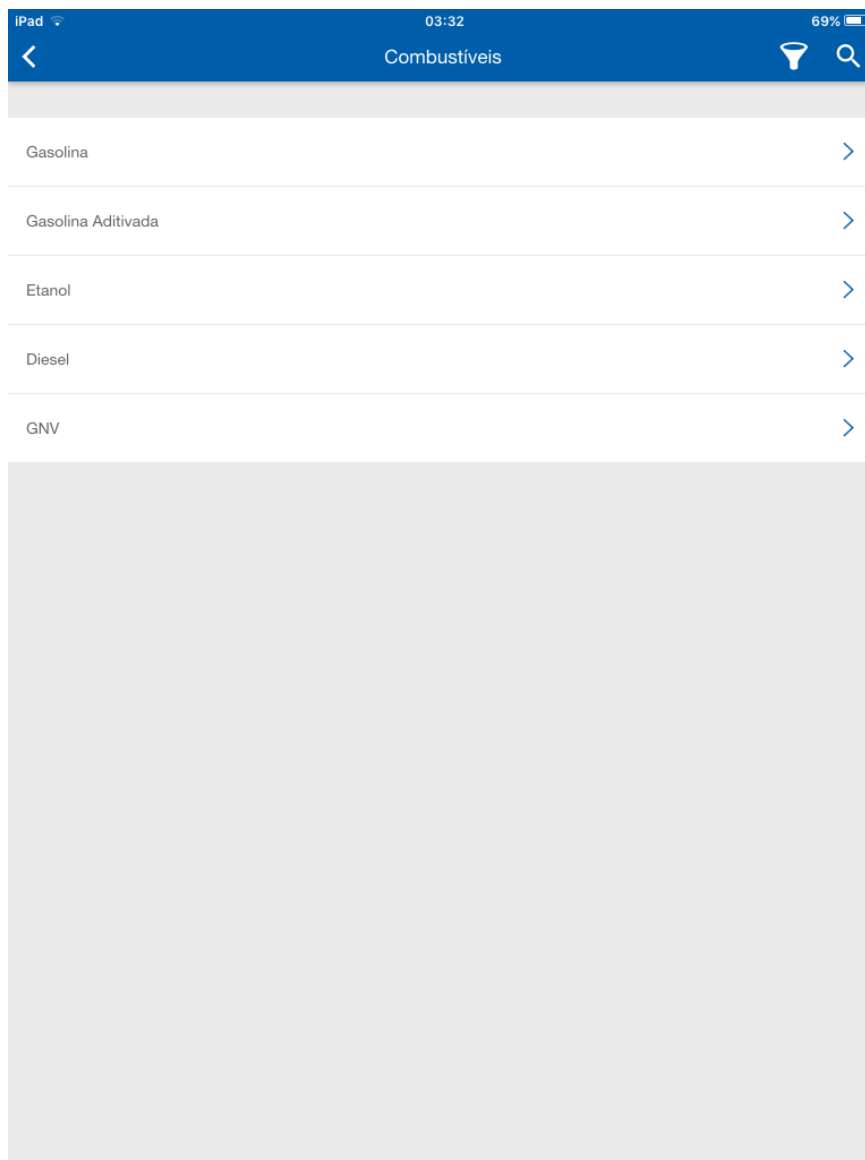 iPad
03:32
69%
Combustíveis
Gasolina
Gasolina Aditivada
Etanol
Diesel
GNV